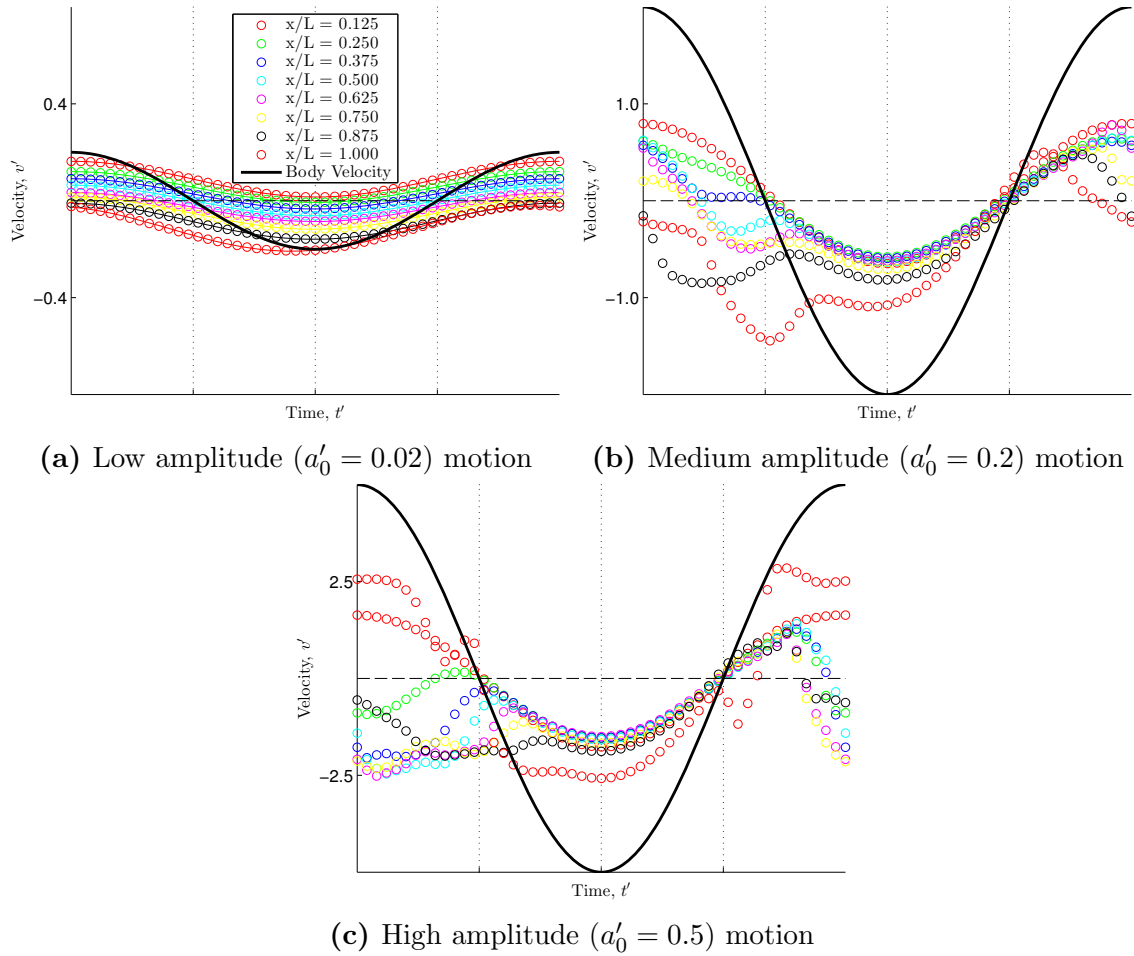 x/L = 0.125
x/L = 0.250
x/L = 0.375
x/L = 0.500
x/L = 0.625
x/L = 0.750
x/L = 0.875
x/L = 1.000
Body Velocity
0.4
-0.4
Velocity, v′
Time, t′
(a) Low amplitude (a′₀ = 0.02) motion
1.0
-1.0
Velocity, v′
Time, t′
(b) Medium amplitude (a′₀ = 0.2) motion
2.5
-2.5
Velocity, v′
Time, t′
(c) High amplitude (a′₀ = 0.5) motion